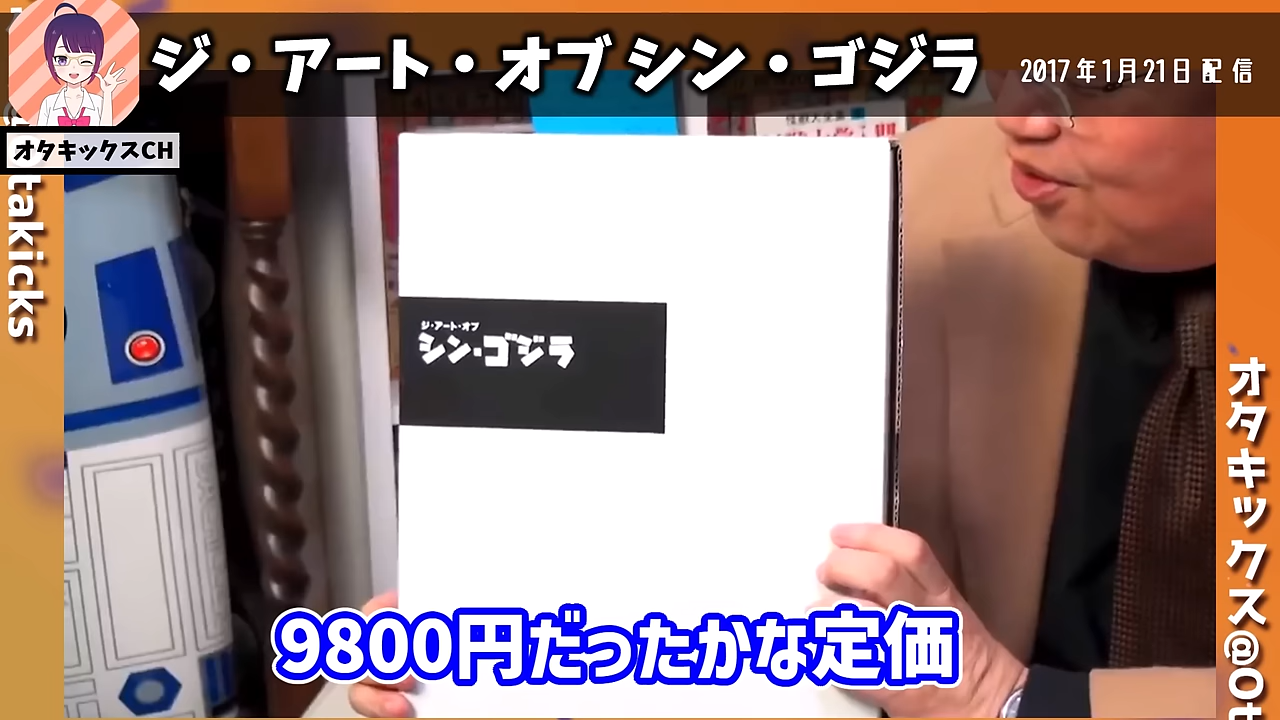 ジ・アート・オブ シン・ゴジラ
2017年1月21日 配信
オタキックスCH
takicks
ジ・アート・オブ
シン・ゴジラ
オタキックス@Ot
9800円だったかな定価